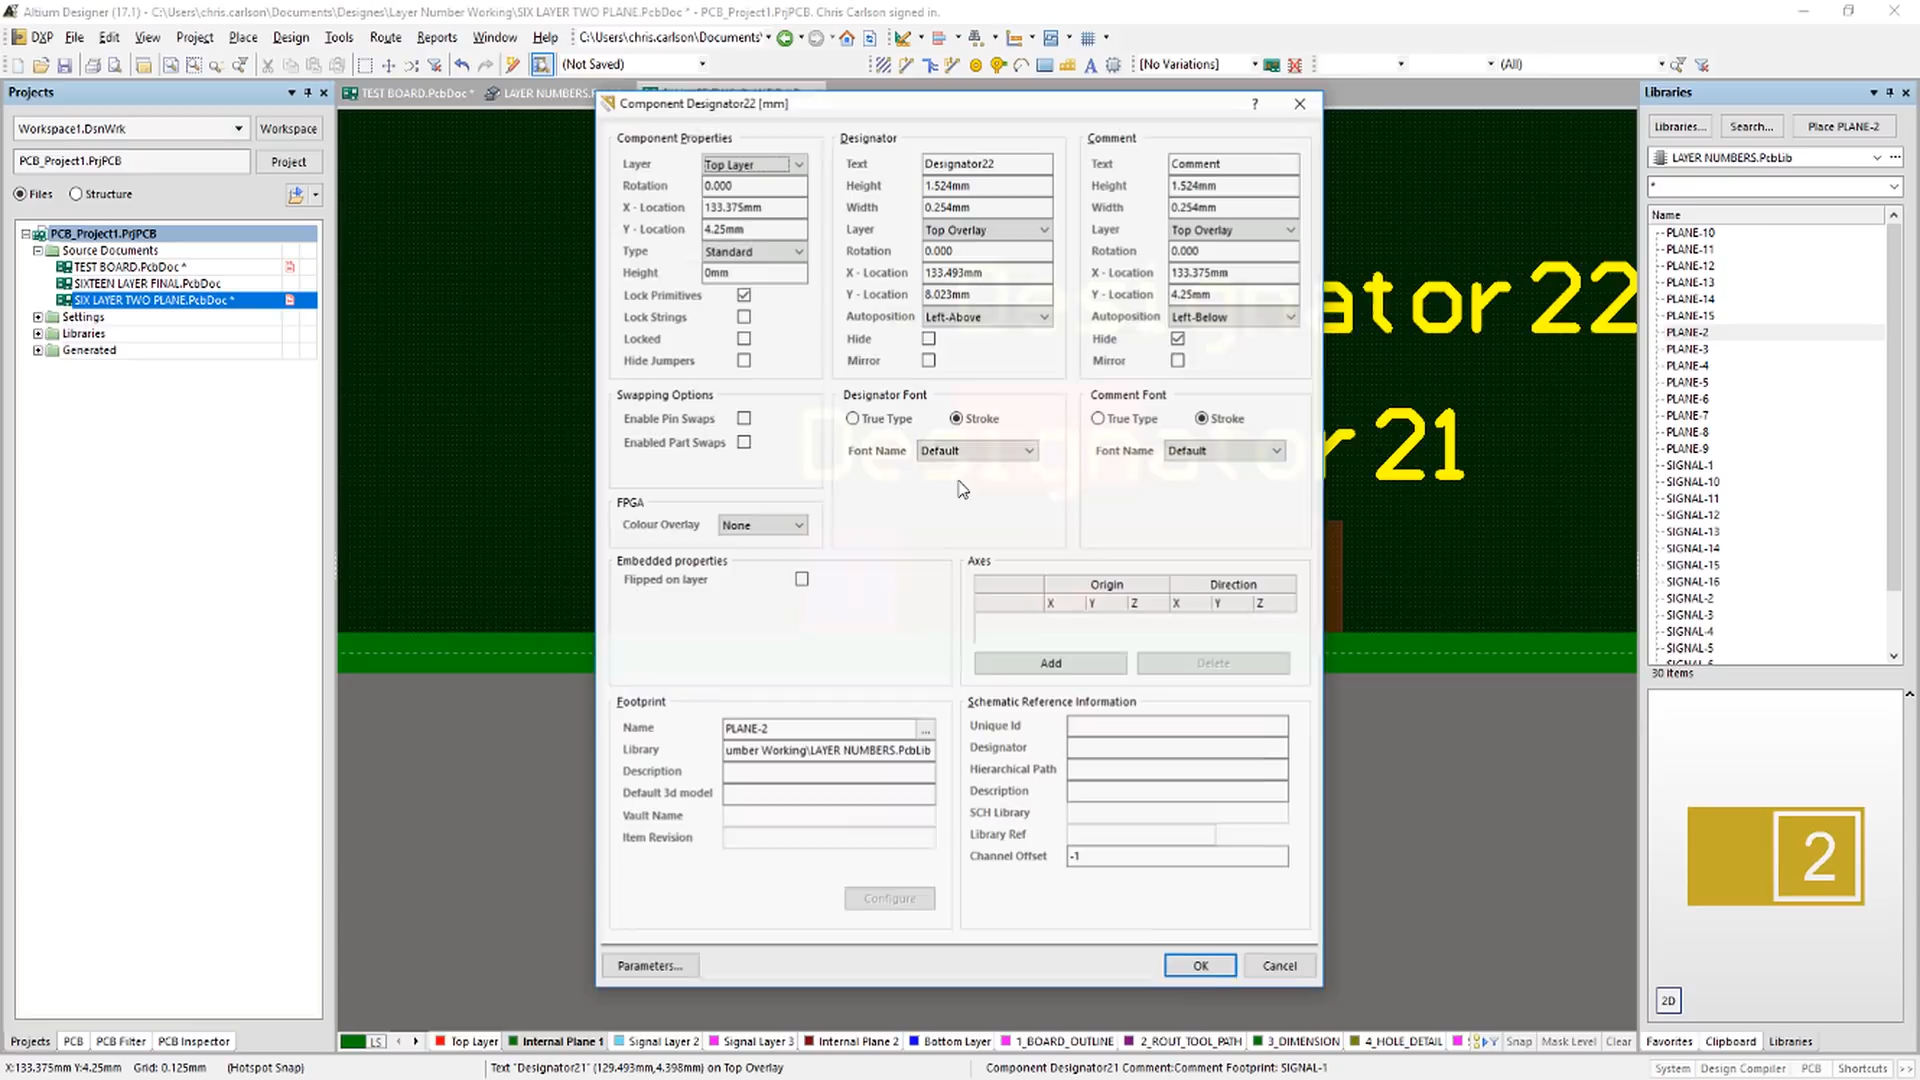 Altium Designer (17.1) - C:\Users\chris.carlson\Documents\Designes\Layer Number Working\SIX LAYER TWO PLANE.PcbDoc * - PCB_Project1.PrjPCB. Chris Carlson signed in.
DXP File Edit View Project Place Design Tools Route Reports Window Help C:\Users\chris.carlson\Documents'
(Not Saved) [No Variations] (All)
Projects
TEST BOARD.PcbDoc *
Libraries
Workspace1.DsnWrk Workspace
PCB_Project1.PrjPCB Project
Files Structure
PCB_Project1.PrjPCB
Source Documents
TEST BOARD.PcbDoc *
SIXTEEN LAYER FINAL.PcbDoc
SIX LAYER TWO PLANE.PcbDoc *
Settings
Libraries
Generated
Component Designator22 [mm]
Component Properties
Layer Top Layer
Rotation 0.000
X - Location 133.375mm
Y - Location 4.25mm
Type Standard
Height 0mm
Lock Primitives
Lock Strings
Locked
Hide Jumpers
Designator
Text Designator22
Height 1.524mm
Width 0.254mm
Layer Top Overlay
Rotation 0.000
X - Location 133.493mm
Y - Location 8.023mm
Autoposition Left-Above
Hide
Mirror
Comment
Text Comment
Height 1.524mm
Width 0.254mm
Layer Top Overlay
Rotation 0.000
X - Location 133.375mm
Y - Location 4.25mm
Autoposition Left-Below
Hide
Mirror
Swapping Options
Enable Pin Swaps
Enabled Part Swaps
Designator Font
True Type Stroke
Font Name Default
Comment Font
True Type Stroke
Font Name Default
FPGA
Colour Overlay None
Embedded properties
Flipped on layer
Axes
Origin Direction
X Y Z X Y Z
Add Delete
Footprint
Name PLANE-2 ...
Library umber Working\LAYER NUMBERS.PcbLib
Description
Default 3d model
Vault Name
Item Revision
Configure
Schematic Reference Information
Unique Id
Designator
Hierarchical Path
Description
SCH Library
Library Ref
Channel Offset -1
Parameters... OK Cancel
ator22
r21
Libraries... Search... Place PLANE-2
LAYER NUMBERS.PcbLib ...
*
Name
PLANE-10
PLANE-11
PLANE-12
PLANE-13
PLANE-14
PLANE-15
PLANE-2
PLANE-3
PLANE-4
PLANE-5
PLANE-6
PLANE-7
PLANE-8
PLANE-9
SIGNAL-1
SIGNAL-10
SIGNAL-11
SIGNAL-12
SIGNAL-13
SIGNAL-14
SIGNAL-15
SIGNAL-16
SIGNAL-2
SIGNAL-3
SIGNAL-4
SIGNAL-5
30 items
2
2D
Projects PCB PCB Filter PCB Inspector
LS Top Layer Internal Plane 1 Signal Layer 2 Signal Layer 3 Internal Plane 2 Bottom Layer 1_BOARD_OUTLINE 2_ROUT_TOOL_PATH 3_DIMENSION 4_HOLE_DETAIL Snap Mask Level Clear
Favorites Clipboard Libraries
X:133.375mm Y:4.25mm Grid: 0.125mm (Hotspot Snap) Text "Designator21" (129.493mm,4.398mm) on Top Overlay Component Designator21 Comment:Comment Footprint: SIGNAL-1 System Design Compiler PCB Shortcuts >>